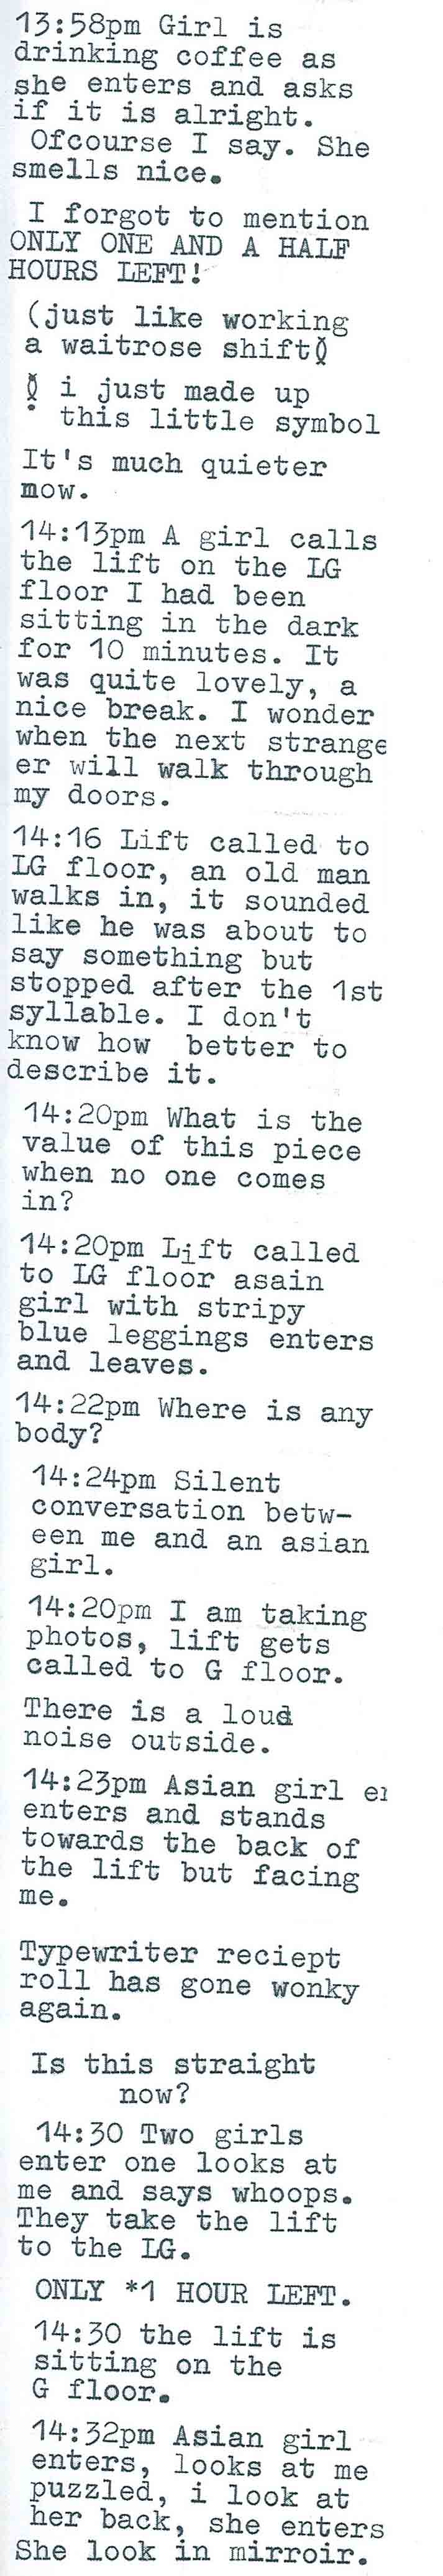 13:58pm Girl is
drinking coffee as
she enters and asks
if it is alright.
Ofcourse I say. She
smells nice.
I forgot to mention
ONLY ONE AND A HALF
HOURS LEFT!
(just like working
a waitrose shift()
() i just made up
this little symbol
It's much quieter
now.
14:13pm A girl calls
the lift on the LG
floor I had been
sitting in the dark
for 10 minutes. It
was quite lovely, a
nice break. I wonder
when the next strange
er will walk through
my doors.
14:16 Lift called to
LG floor, an old man
walks in, it sounded
like he was about to
say something but
stopped after the 1st
syllable. I don't
know how better to
describe it.
14:20pm What is the
value of this piece
when no one comes
in?
14:20pm Lift called
to LG floor asain
girl with stripy
blue leggings enters
and leaves.
14:22pm Where is any
body?
14:24pm Silent
conversation betw-
een me and an asian
girl.
14:20pm I am taking
photos, lift gets
called to G floor.
There is a loud
noise outside.
14:23pm Asian girl en
enters and stands
towards the back of
the lift but facing
me.
Typewriter reciept
roll has gone wonky
again.
Is this straight
now?
14:30 Two girls
enter one looks at
me and says whoops.
They take the lift
to the LG.
ONLY *1 HOUR LEFT.
14:30 the lift is
sitting on the
G floor.
14:32pm Asian girl
enters, looks at me
puzzled, i look at
her back, she enters
She look in mirroir.